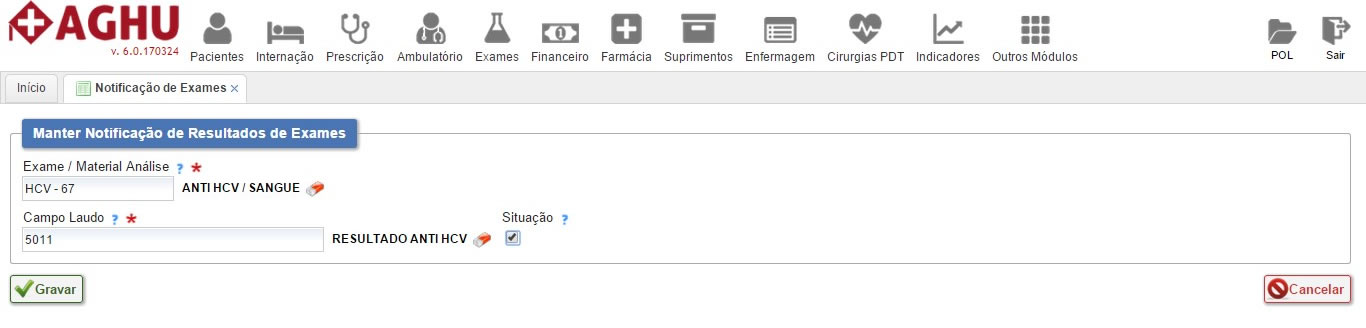 AGHU
v. 6.0.170324
Pacientes Internação Prescrição Ambulatório Exames Financeiro Farmácia Suprimentos Enfermagem Cirurgias PDT Indicadores Outros Módulos POL Sair
Início Notificação de Exames ×
Manter Notificação de Resultados de Exames
Exame / Material Análise ? *
HCV - 67 ANTI HCV / SANGUE
Campo Laudo ? * Situação ?
5011 RESULTADO ANTI HCV
Gravar Cancelar